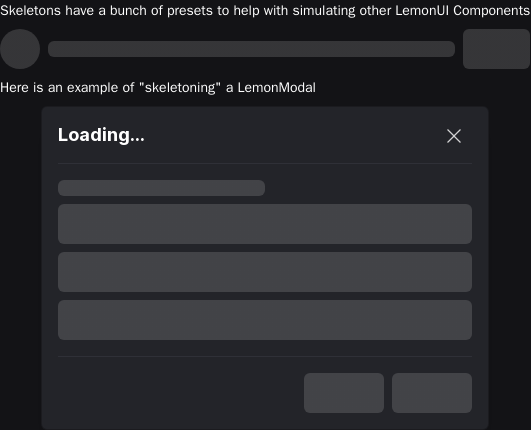 Skeletons have a bunch of presets to help with simulating other LemonUI Components
Here is an example of "skeletoning" a LemonModal
Loading...